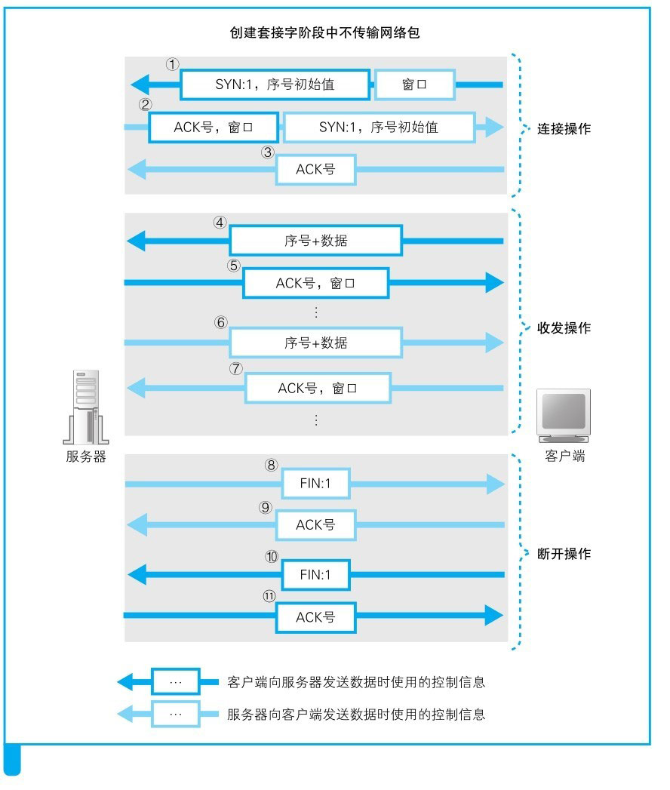 创建套接字阶段中不传输网络包
①
SYN:1，序号初始值
窗口
②
ACK号，窗口
SYN:1，序号初始值
连接操作
③
ACK号
④
序号+数据
⑤
ACK号，窗口
⋮
⑥
序号+数据
收发操作
⑦
ACK号，窗口
⋮
服务器
客户端
⑧
FIN:1
⑨
ACK号
⑩
FIN:1
断开操作
⑪
ACK号
… 客户端向服务器发送数据时使用的控制信息
… 服务器向客户端发送数据时使用的控制信息